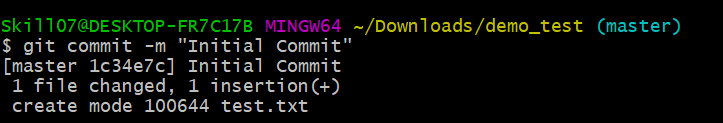 Skill07@DESKTOP-FR7C17B MINGW64 ~/Downloads/demo_test (master)
$ git commit -m "Initial Commit"
[master 1c34e7c] Initial Commit
 1 file changed, 1 insertion(+)
 create mode 100644 test.txt